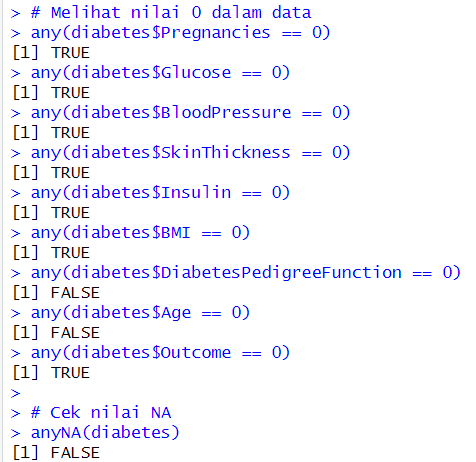 > # Melihat nilai 0 dalam data
> any(diabetes$Pregnancies == 0)
[1] TRUE
> any(diabetes$Glucose == 0)
[1] TRUE
> any(diabetes$BloodPressure == 0)
[1] TRUE
> any(diabetes$SkinThickness == 0)
[1] TRUE
> any(diabetes$Insulin == 0)
[1] TRUE
> any(diabetes$BMI == 0)
[1] TRUE
> any(diabetes$DiabetesPedigreeFunction == 0)
[1] FALSE
> any(diabetes$Age == 0)
[1] FALSE
> any(diabetes$Outcome == 0)
[1] TRUE
>
> # Cek nilai NA
> anyNA(diabetes)
[1] FALSE